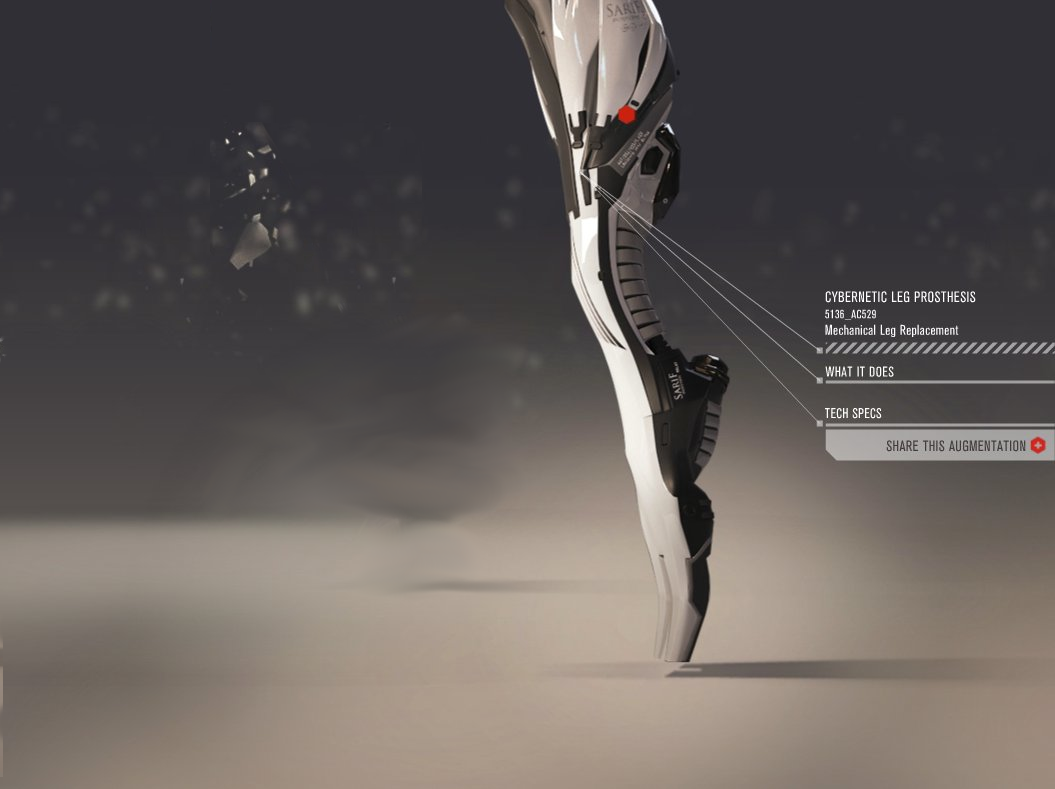 SARIF
CYBERNETIC LEG PROSTHESIS
5136_AC529
Mechanical Leg Replacement
WHAT IT DOES
SARIF
TECH SPECS
SHARE THIS AUGMENTATION